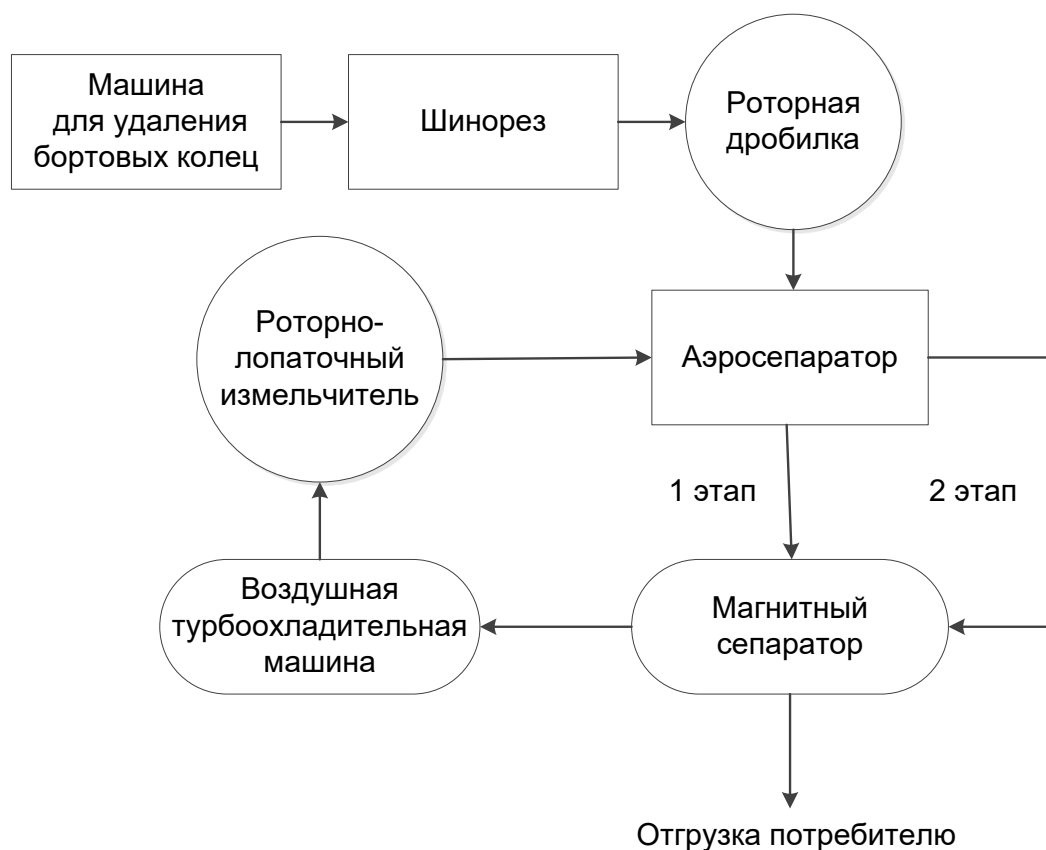 Машина
для удаления
бортовых колец
Шинорез
Роторная
дробилка
Роторно-
лопаточный
измельчитель
Аэросепаратор
1 этап
2 этап
Воздушная
турбоохладительная
машина
Магнитный
сепаратор
Отгрузка потребителю